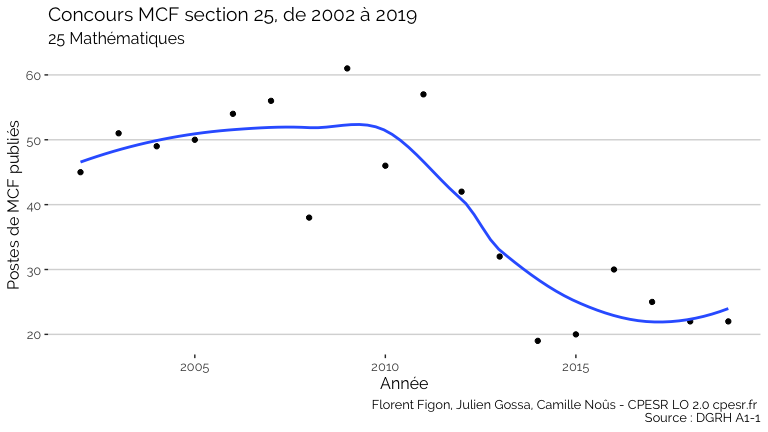 Concours MCF section 25, de 2002 à 2019
25 Mathématiques
60
50
40
30
20
Postes de MCF publiés
2005 2010 2015
Année
Florent Figon, Julien Gossa, Camille Noûs - CPESR LO 2.0 cpesr.fr
Source : DGRH A1-1